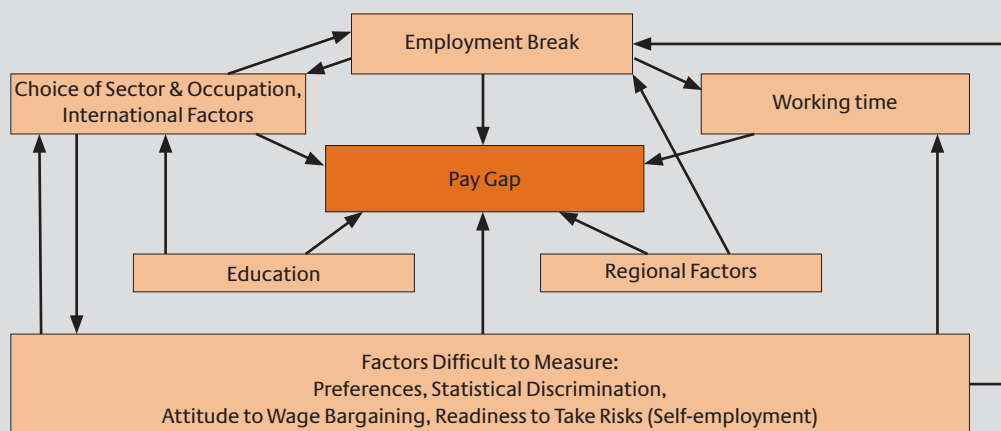 Employment Break
Choice of Sector & Occupation,
International Factors
Working time
Pay Gap
Education
Regional Factors
Factors Difficult to Measure:
Preferences, Statistical Discrimination,
Attitude to Wage Bargaining, Readiness to Take Risks (Self-employment)